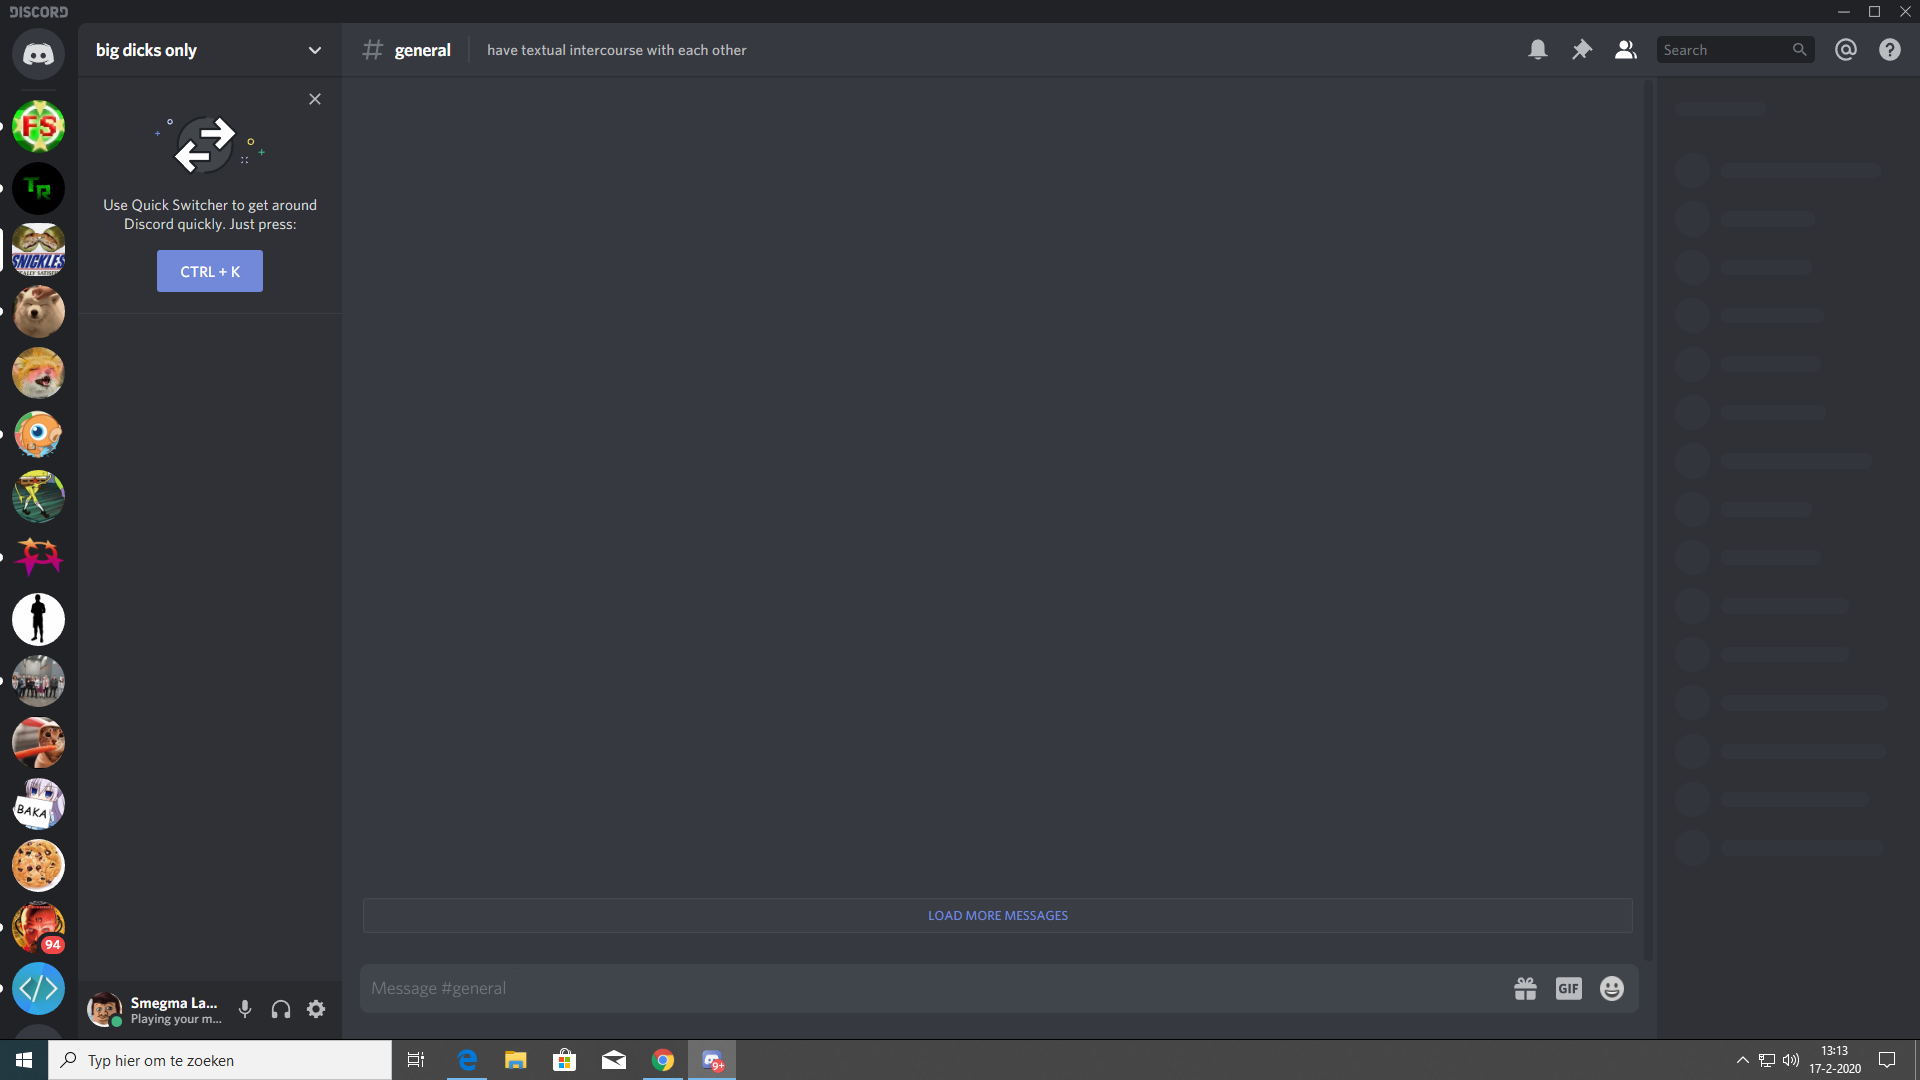 DISCORD
big dicks only
general
have textual intercourse with each other
Search
Use Quick Switcher to get around
Discord quickly. Just press:
CTRL + K
FS
TR
SNICKLES
BAKA
94
LOAD MORE MESSAGES
Message #general
GIF
Smegma La...
Playing your m...
Typ hier om te zoeken
9+
13:13
17-2-2020